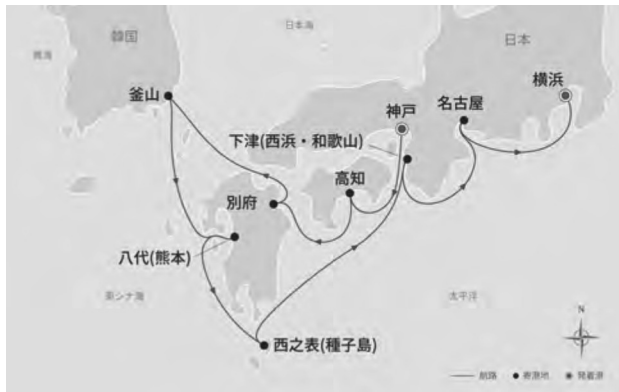 日本海
韓国
日本
黄海
釜山
横浜
神戸
名古屋
下津(西浜・和歌山)
高知
別府
八代(熊本)
東シナ海
太平洋
西之表(種子島)
N
航路
寄港地
発着港